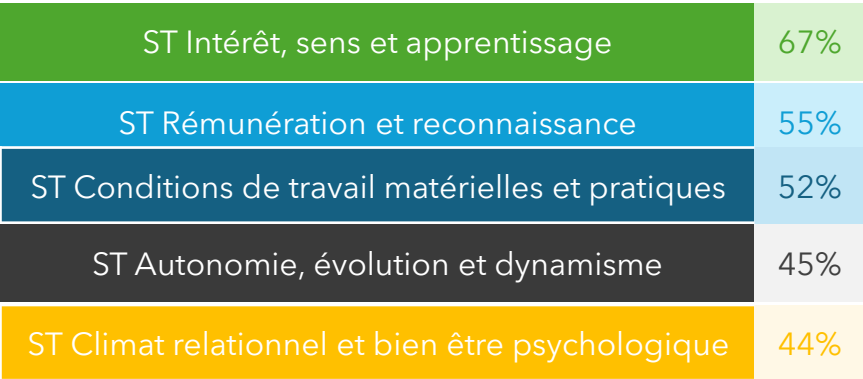 ST Intérêt, sens et apprentissage 67%
ST Rémunération et reconnaissance 55%
ST Conditions de travail matérielles et pratiques 52%
ST Autonomie, évolution et dynamisme 45%
ST Climat relationnel et bien être psychologique 44%